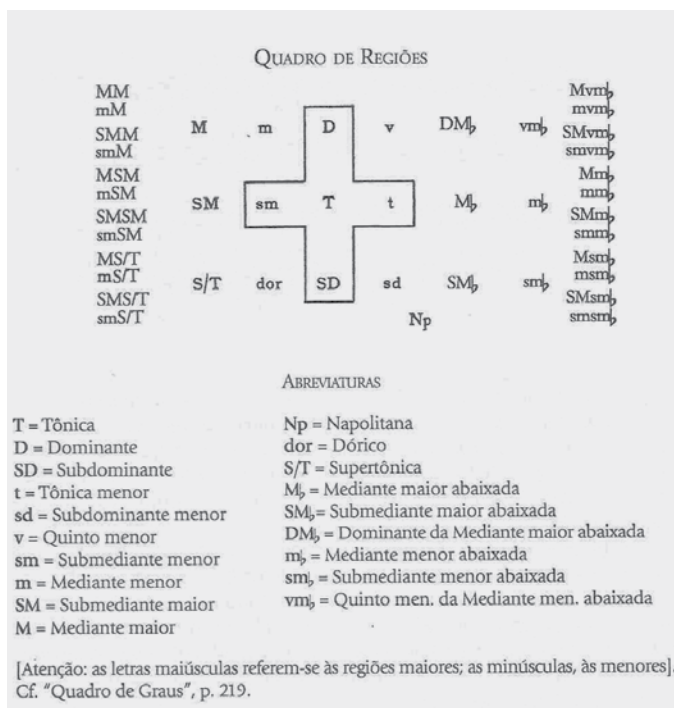 QUADRO DE REGIÕES
MM
mM
SMM
smM
M m D v DM♭ vm♭
Mvm♭
mvm♭
SMvm♭
smvm♭
MSM
mSM
SMSM
smSM
SM sm T t M♭ m♭
Mm♭
mm♭
SMm♭
smm♭
MS/T
mS/T
SMS/T
smS/T
S/T dor SD sd SM♭ sm♭
Msm♭
msm♭
SMsm♭
smsm♭
Np
ABREVIATURAS
T = Tônica
D = Dominante
SD = Subdominante
t = Tônica menor
sd = Subdominante menor
v = Quinto menor
sm = Submediante menor
m = Mediante menor
SM = Submediante maior
M = Mediante maior
Np = Napolitana
dor = Dórico
S/T = Supertônica
M♭ = Mediante maior abaixada
SM♭ = Submediante maior abaixada
DM♭ = Dominante da Mediante maior abaixada
m♭ = Mediante menor abaixada
sm♭ = Submediante menor abaixada
vm♭ = Quinto men. da Mediante men. abaixada
[Atenção: as letras maiúsculas referem-se às regiões maiores; as minúsculas, às menores].
Cf. "Quadro de Graus", p. 219.